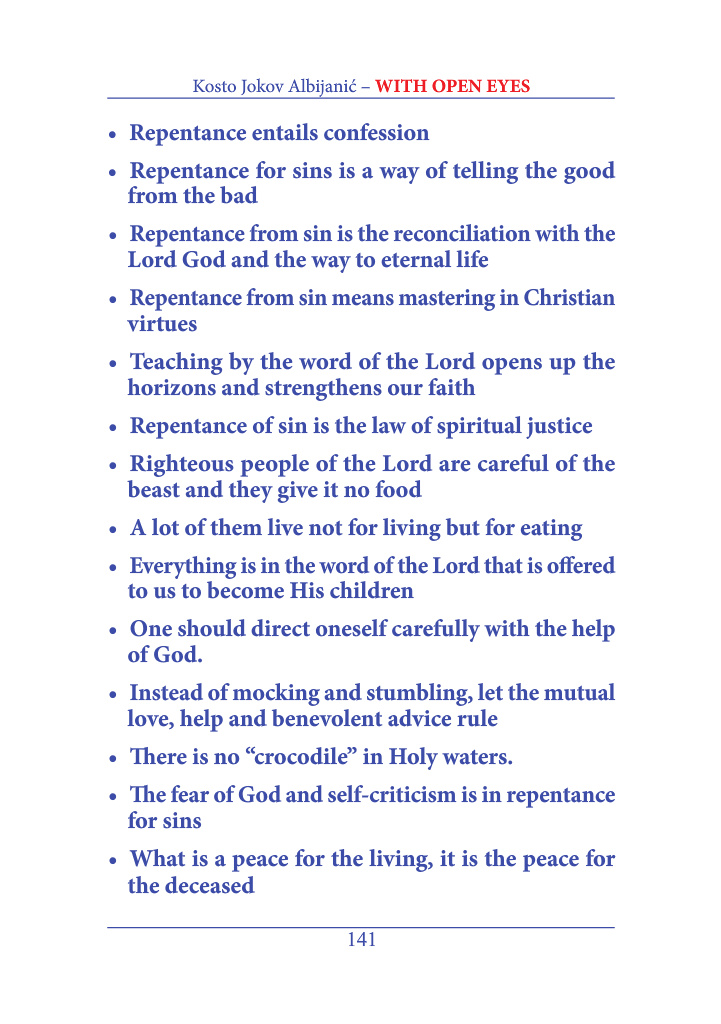 Kosto Jokov Albijanić – WITH OPEN EYES
• Repentance entails confession
• Repentance for sins is a way of telling the good
from the bad
• Repentance from sin is the reconciliation with the
Lord God and the way to eternal life
• Repentance from sin means mastering in Christian
virtues
• Teaching by the word of the Lord opens up the
horizons and strengthens our faith
• Repentance of sin is the law of spiritual justice
• Righteous people of the Lord are careful of the
beast and they give it no food
• A lot of them live not for living but for eating
• Everything is in the word of the Lord that is offered
to us to become His children
• One should direct oneself carefully with the help
of God.
• Instead of mocking and stumbling, let the mutual
love, help and benevolent advice rule
• There is no “crocodile” in Holy waters.
• The fear of God and self-criticism is in repentance
for sins
• What is a peace for the living, it is the peace for
the deceased
141